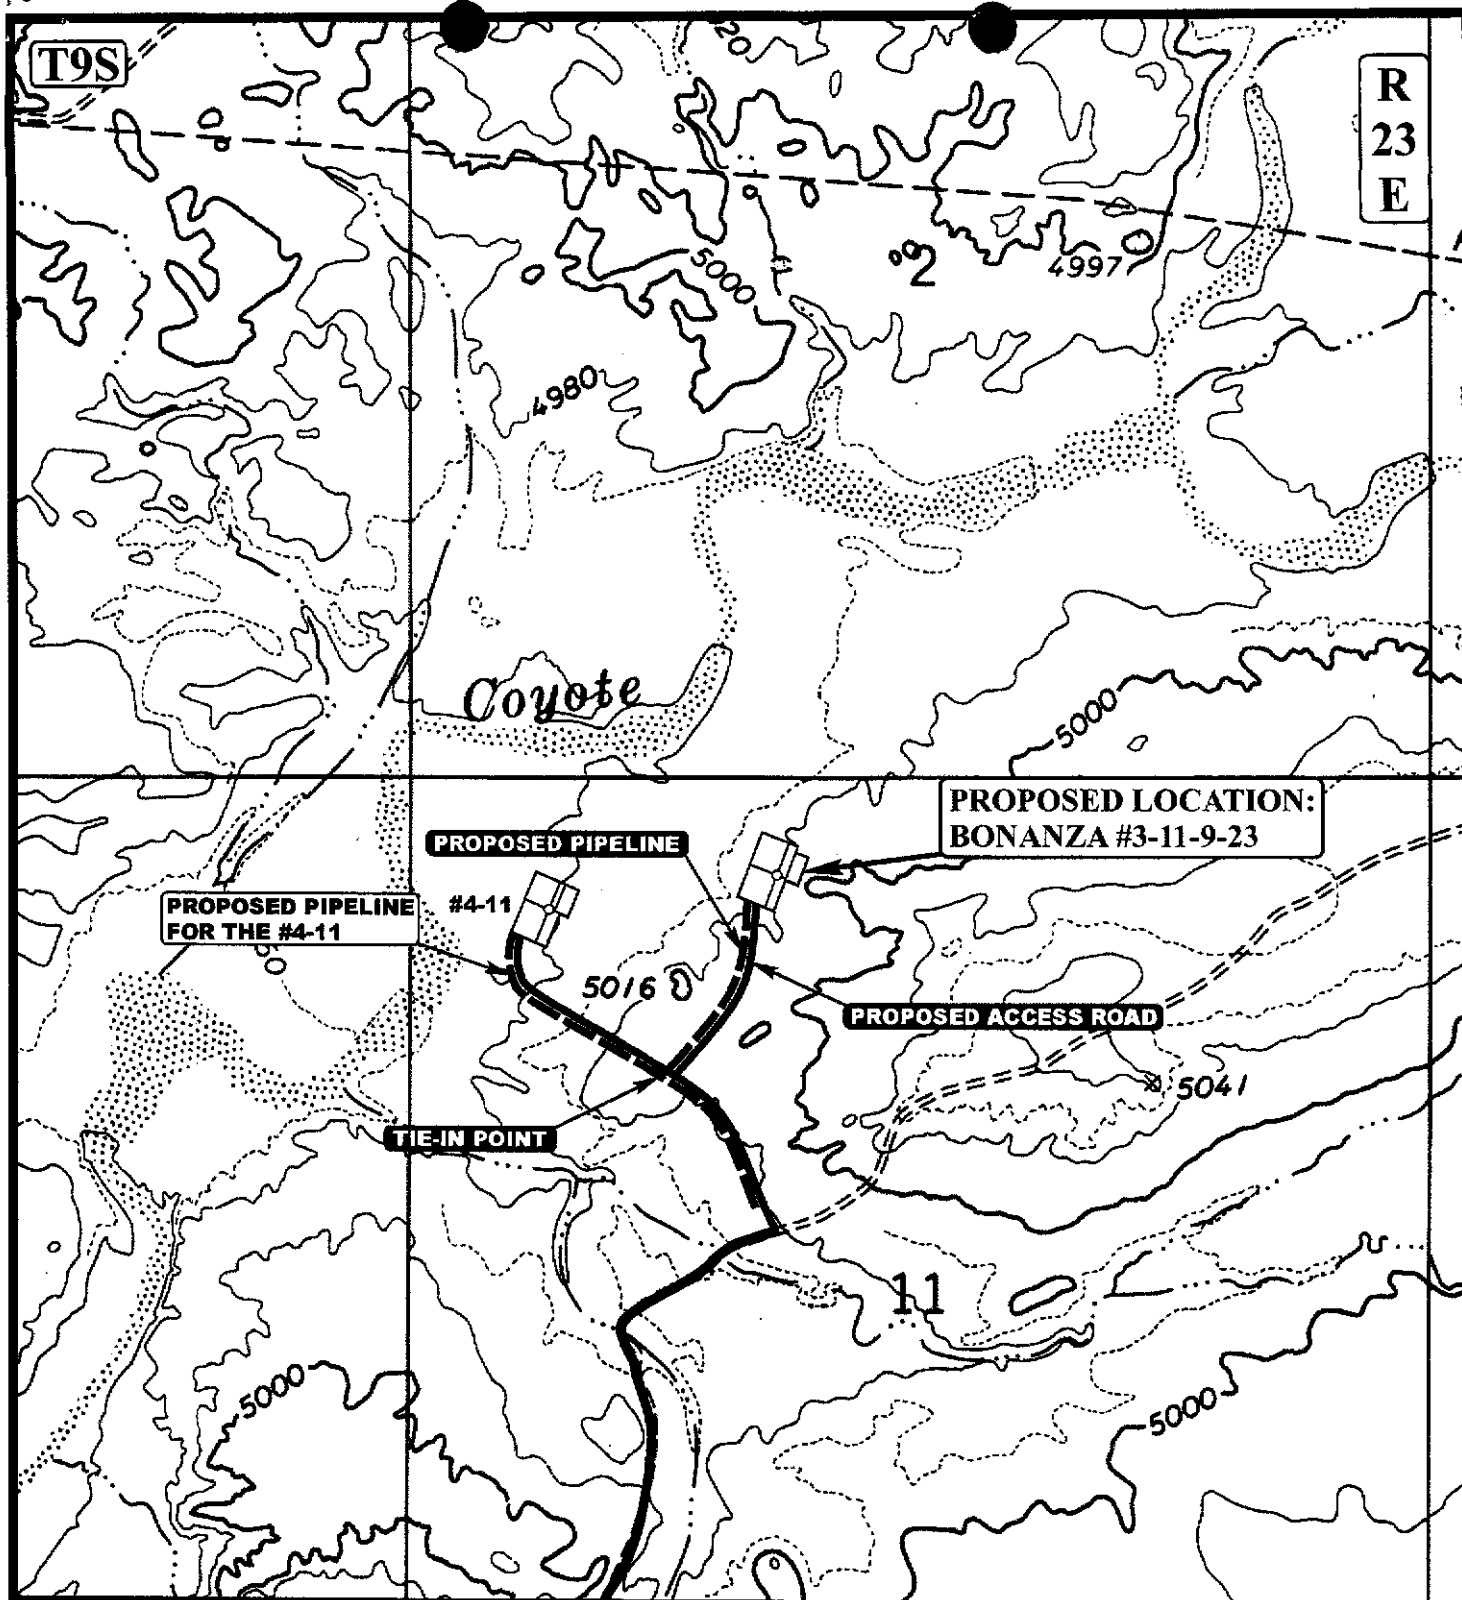 T9S
R
23
E
20
5000
2
4997
4980
Coyote
5000
PROPOSED LOCATION:
BONANZA #3-11-9-23
PROPOSED PIPELINE
PROPOSED PIPELINE
FOR THE #4-11
#4-11
5016
PROPOSED ACCESS ROAD
5041
TIE-IN POINT
11
5000
5000